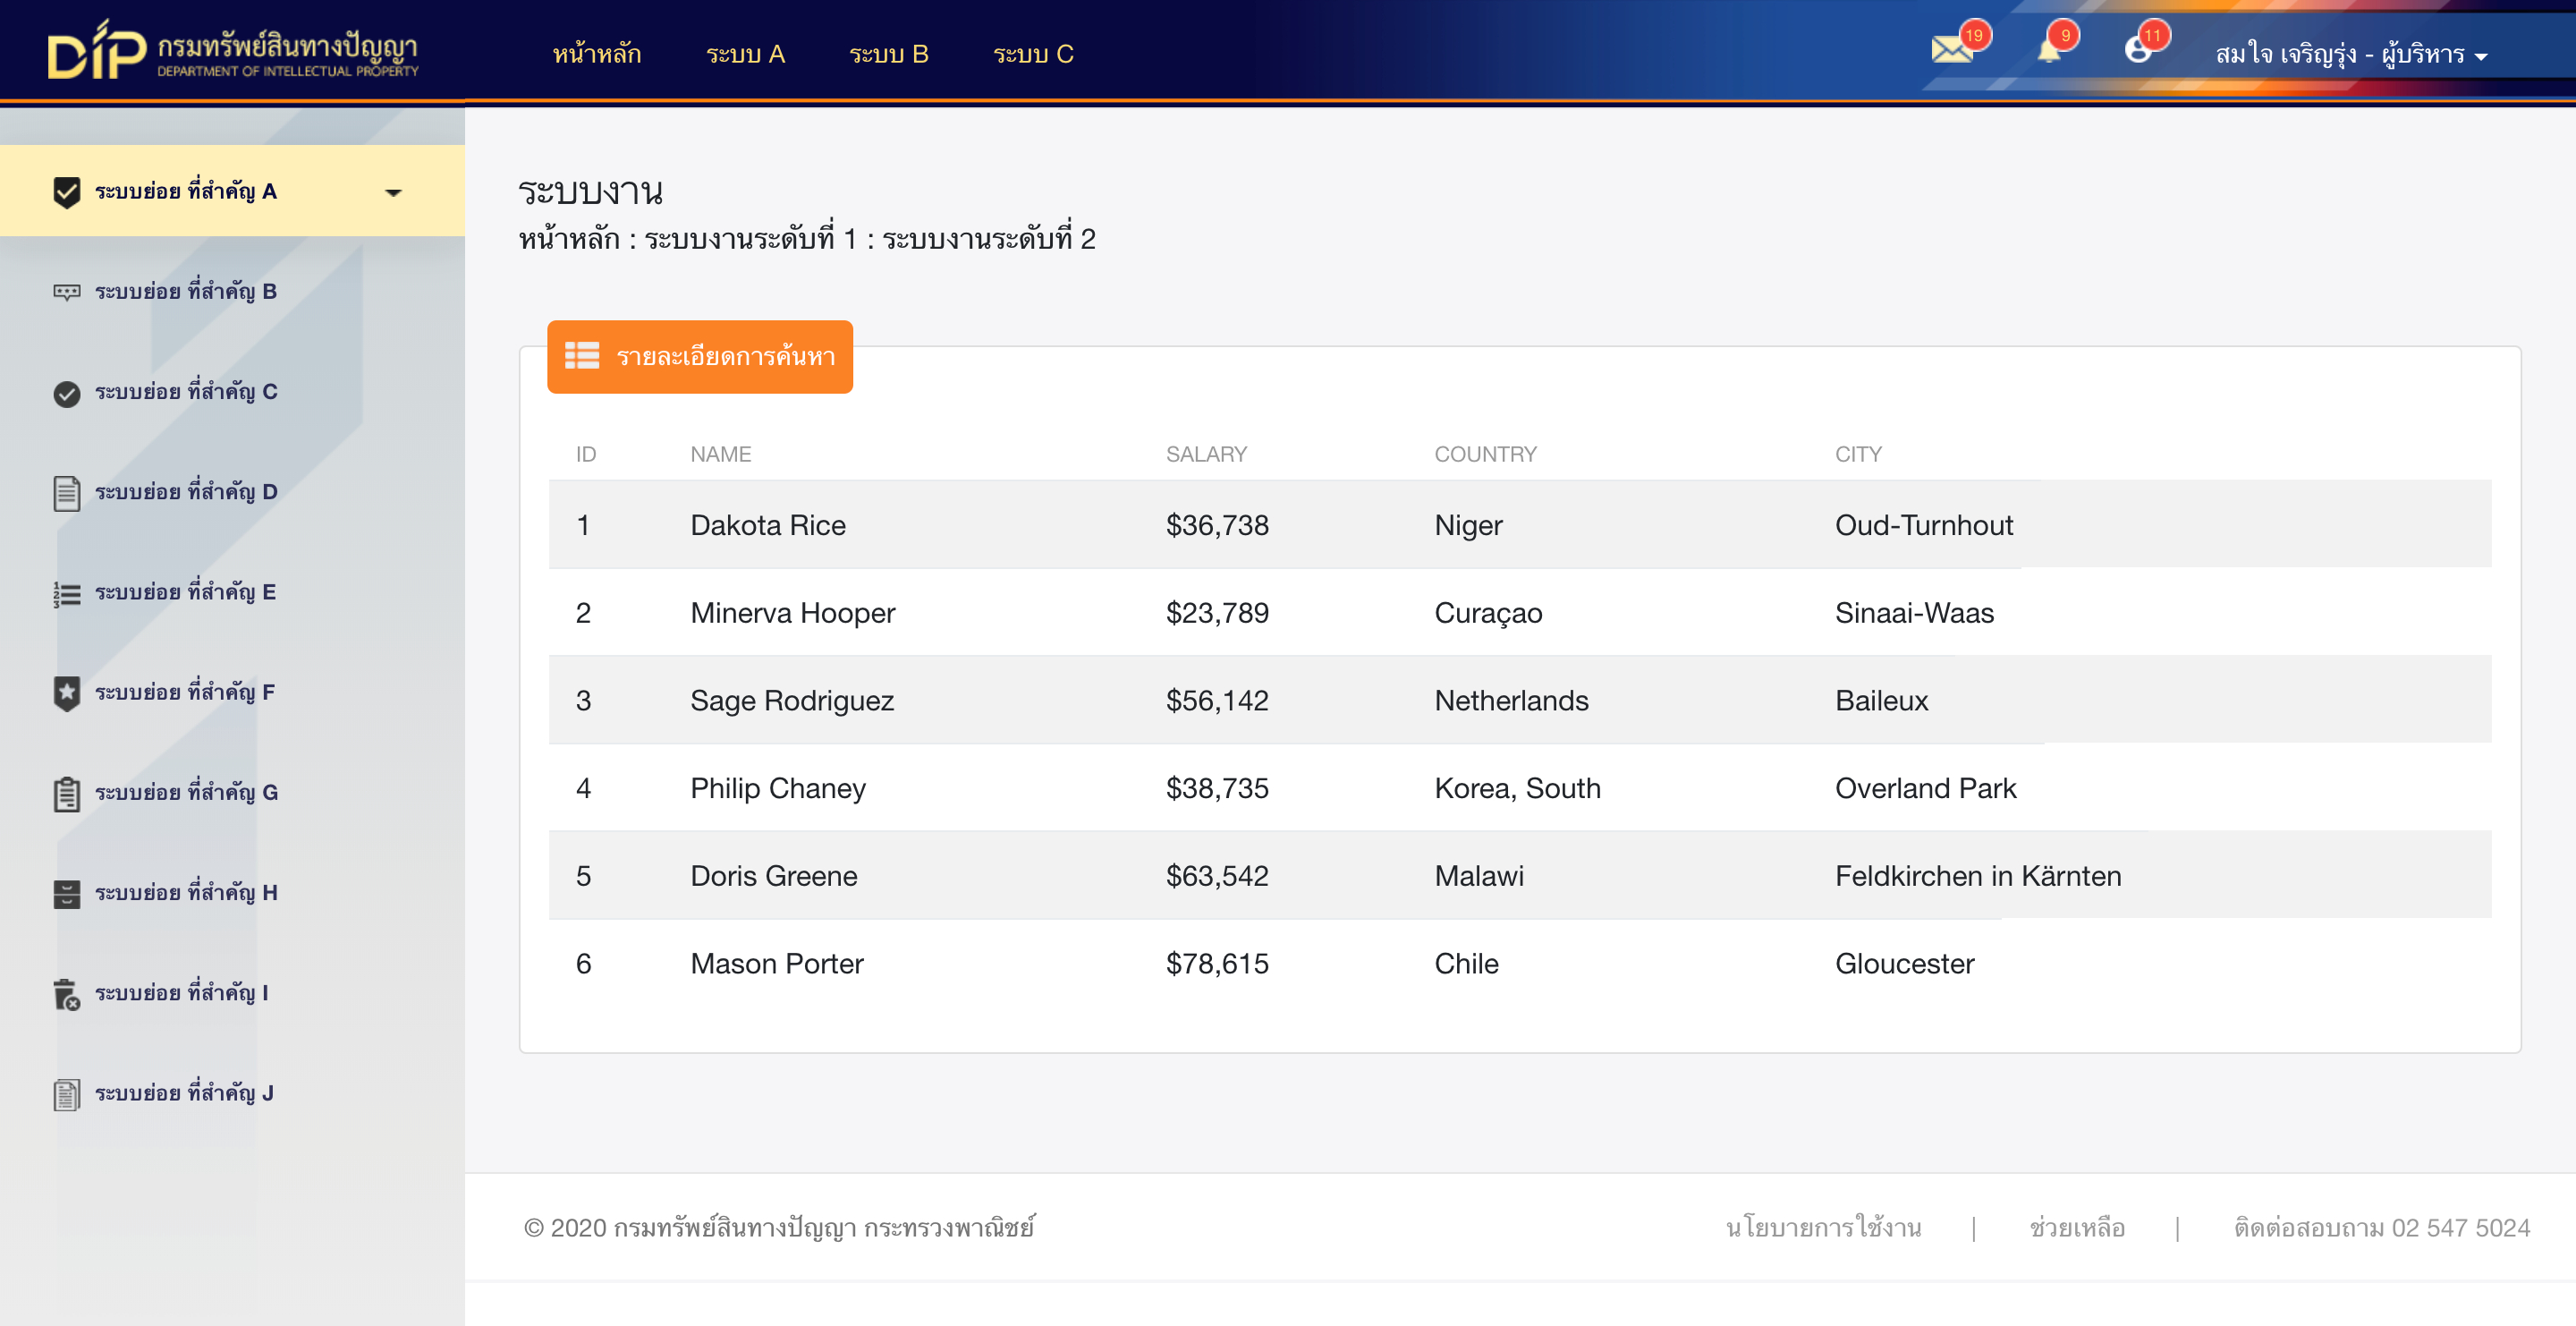 DIP กรมทรัพย์สินทางปัญญา
DEPARTMENT OF INTELLECTUAL PROPERTY
หน้าหลัก ระบบ A ระบบ B ระบบ C
19 9 11
สมใจ เจริญรุ่ง - ผู้บริหาร
ระบบย่อย ที่สำคัญ A
ระบบย่อย ที่สำคัญ B
ระบบย่อย ที่สำคัญ C
ระบบย่อย ที่สำคัญ D
ระบบย่อย ที่สำคัญ E
ระบบย่อย ที่สำคัญ F
ระบบย่อย ที่สำคัญ G
ระบบย่อย ที่สำคัญ H
ระบบย่อย ที่สำคัญ I
ระบบย่อย ที่สำคัญ J
ระบบงาน
หน้าหลัก : ระบบงานระดับที่ 1 : ระบบงานระดับที่ 2
รายละเอียดการค้นหา
ID NAME SALARY COUNTRY CITY
1 Dakota Rice $36,738 Niger Oud-Turnhout
2 Minerva Hooper $23,789 Curaçao Sinaai-Waas
3 Sage Rodriguez $56,142 Netherlands Baileux
4 Philip Chaney $38,735 Korea, South Overland Park
5 Doris Greene $63,542 Malawi Feldkirchen in Kärnten
6 Mason Porter $78,615 Chile Gloucester
© 2020 กรมทรัพย์สินทางปัญญา กระทรวงพาณิชย์
นโยบายการใช้งาน | ช่วยเหลือ | ติดต่อสอบถาม 02 547 5024